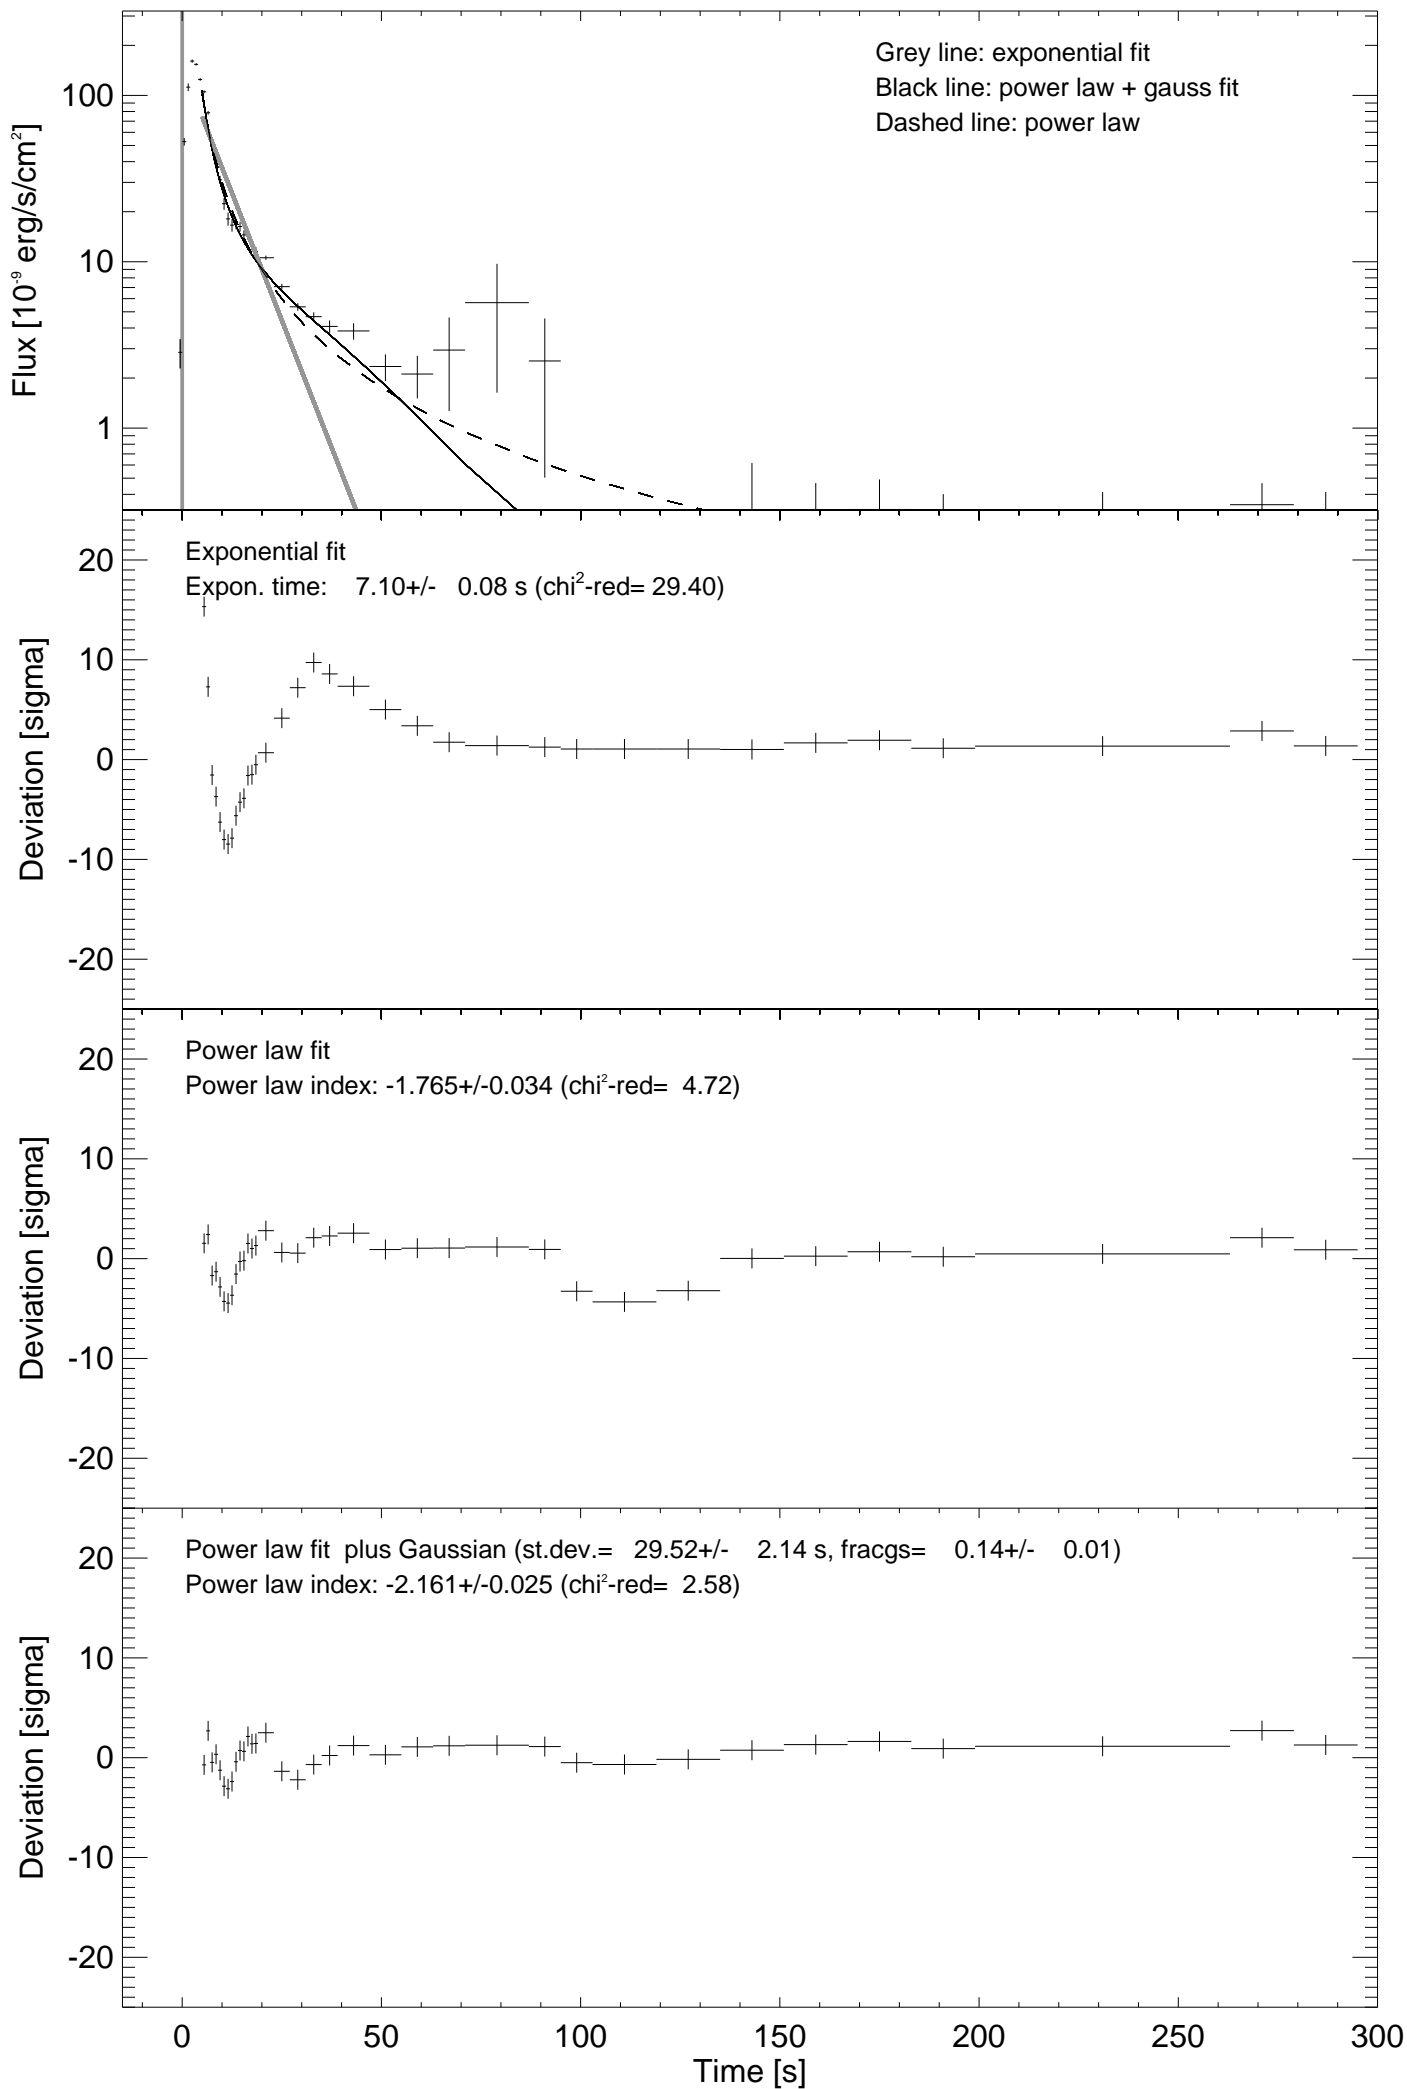 Grey line: exponential fit
Black line: power law + gauss fit
Dashed line: power law
100
10
1
Flux [10⁻⁹ erg/s/cm²]
Exponential fit
Expon. time: 7.10+/- 0.08 s (chi²-red= 29.40)
20
10
0
-10
-20
Deviation [sigma]
Power law fit
Power law index: -1.765+/-0.034 (chi²-red= 4.72)
20
10
0
-10
-20
Deviation [sigma]
Power law fit plus Gaussian (st.dev.= 29.52+/- 2.14 s, fracgs= 0.14+/- 0.01)
Power law index: -2.161+/-0.025 (chi²-red= 2.58)
20
10
0
-10
-20
Deviation [sigma]
0 50 100 150 200 250 300
Time [s]